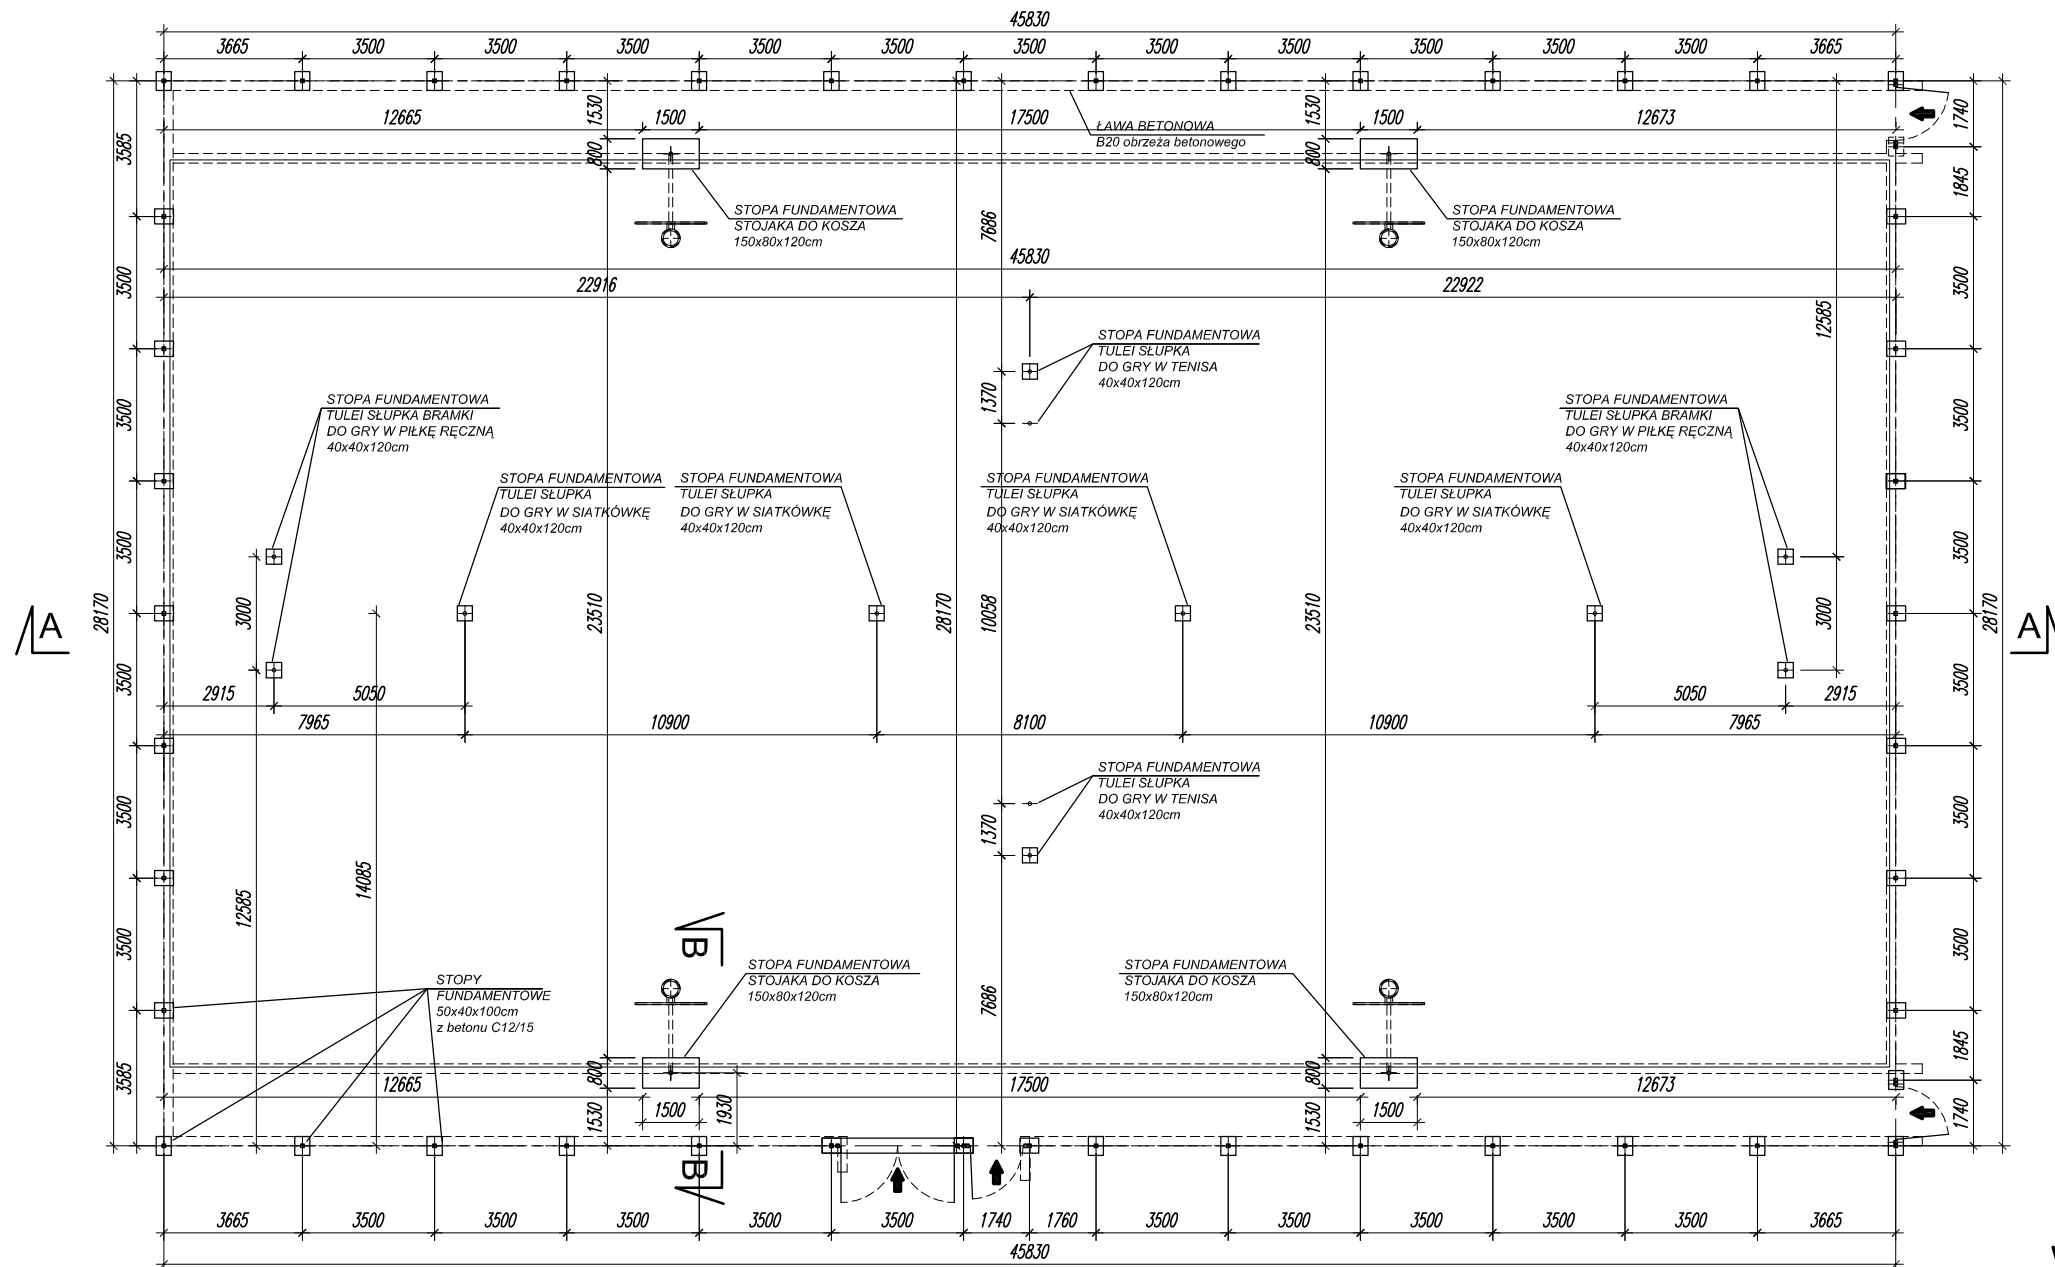 45830
3665 3500 3500 3500 3500 3500 3500 3500 3500 3500 3500 3500 3665
1530 1530 1740
12665 1500 17500 1500 12673
ŁAWA BETONOWA
B20 obrzeża betonowego
3585 800 800 1845
STOPA FUNDAMENTOWA
STOJAKA DO KOSZA
150x80x120cm
7686
STOPA FUNDAMENTOWA
STOJAKA DO KOSZA
150x80x120cm
45830
3500 3500
22916 22922
12585
STOPA FUNDAMENTOWA
TULEI SŁUPKA
DO GRY W TENISA
40x40x120cm
1370
3500 3500
STOPA FUNDAMENTOWA
TULEI SŁUPKA BRAMKI
DO GRY W PIŁKĘ RĘCZNĄ
40x40x120cm
STOPA FUNDAMENTOWA
TULEI SŁUPKA BRAMKI
DO GRY W PIŁKĘ RĘCZNĄ
40x40x120cm
STOPA FUNDAMENTOWA
TULEI SŁUPKA
DO GRY W SIATKÓWKĘ
40x40x120cm
STOPA FUNDAMENTOWA
TULEI SŁUPKA
DO GRY W SIATKÓWKĘ
40x40x120cm
STOPA FUNDAMENTOWA
TULEI SŁUPKA
DO GRY W SIATKÓWKĘ
40x40x120cm
STOPA FUNDAMENTOWA
TULEI SŁUPKA
DO GRY W SIATKÓWKĘ
40x40x120cm
3500 3500
A 28170 3000 23510 28170 10058 23510 3000 28170 A
3500 3500
2915 5050 5050 2915
7965 10900 8100 10900 7965
STOPA FUNDAMENTOWA
TULEI SŁUPKA
DO GRY W TENISA
40x40x120cm
1370
3500 3500
14085
12585
3500 3500
B
STOPA FUNDAMENTOWA
STOJAKA DO KOSZA
150x80x120cm
STOPA FUNDAMENTOWA
STOJAKA DO KOSZA
150x80x120cm
STOPY
FUNDAMENTOWE
50x40x100cm
z betonu C12/15
7686
3585 800 800 1845
12665 17500 12673
1530 1500 1930 1530 1500 1740
B
3665 3500 3500 3500 3500 3500 1740 1760 3500 3500 3500 3500 3500 3665
45830